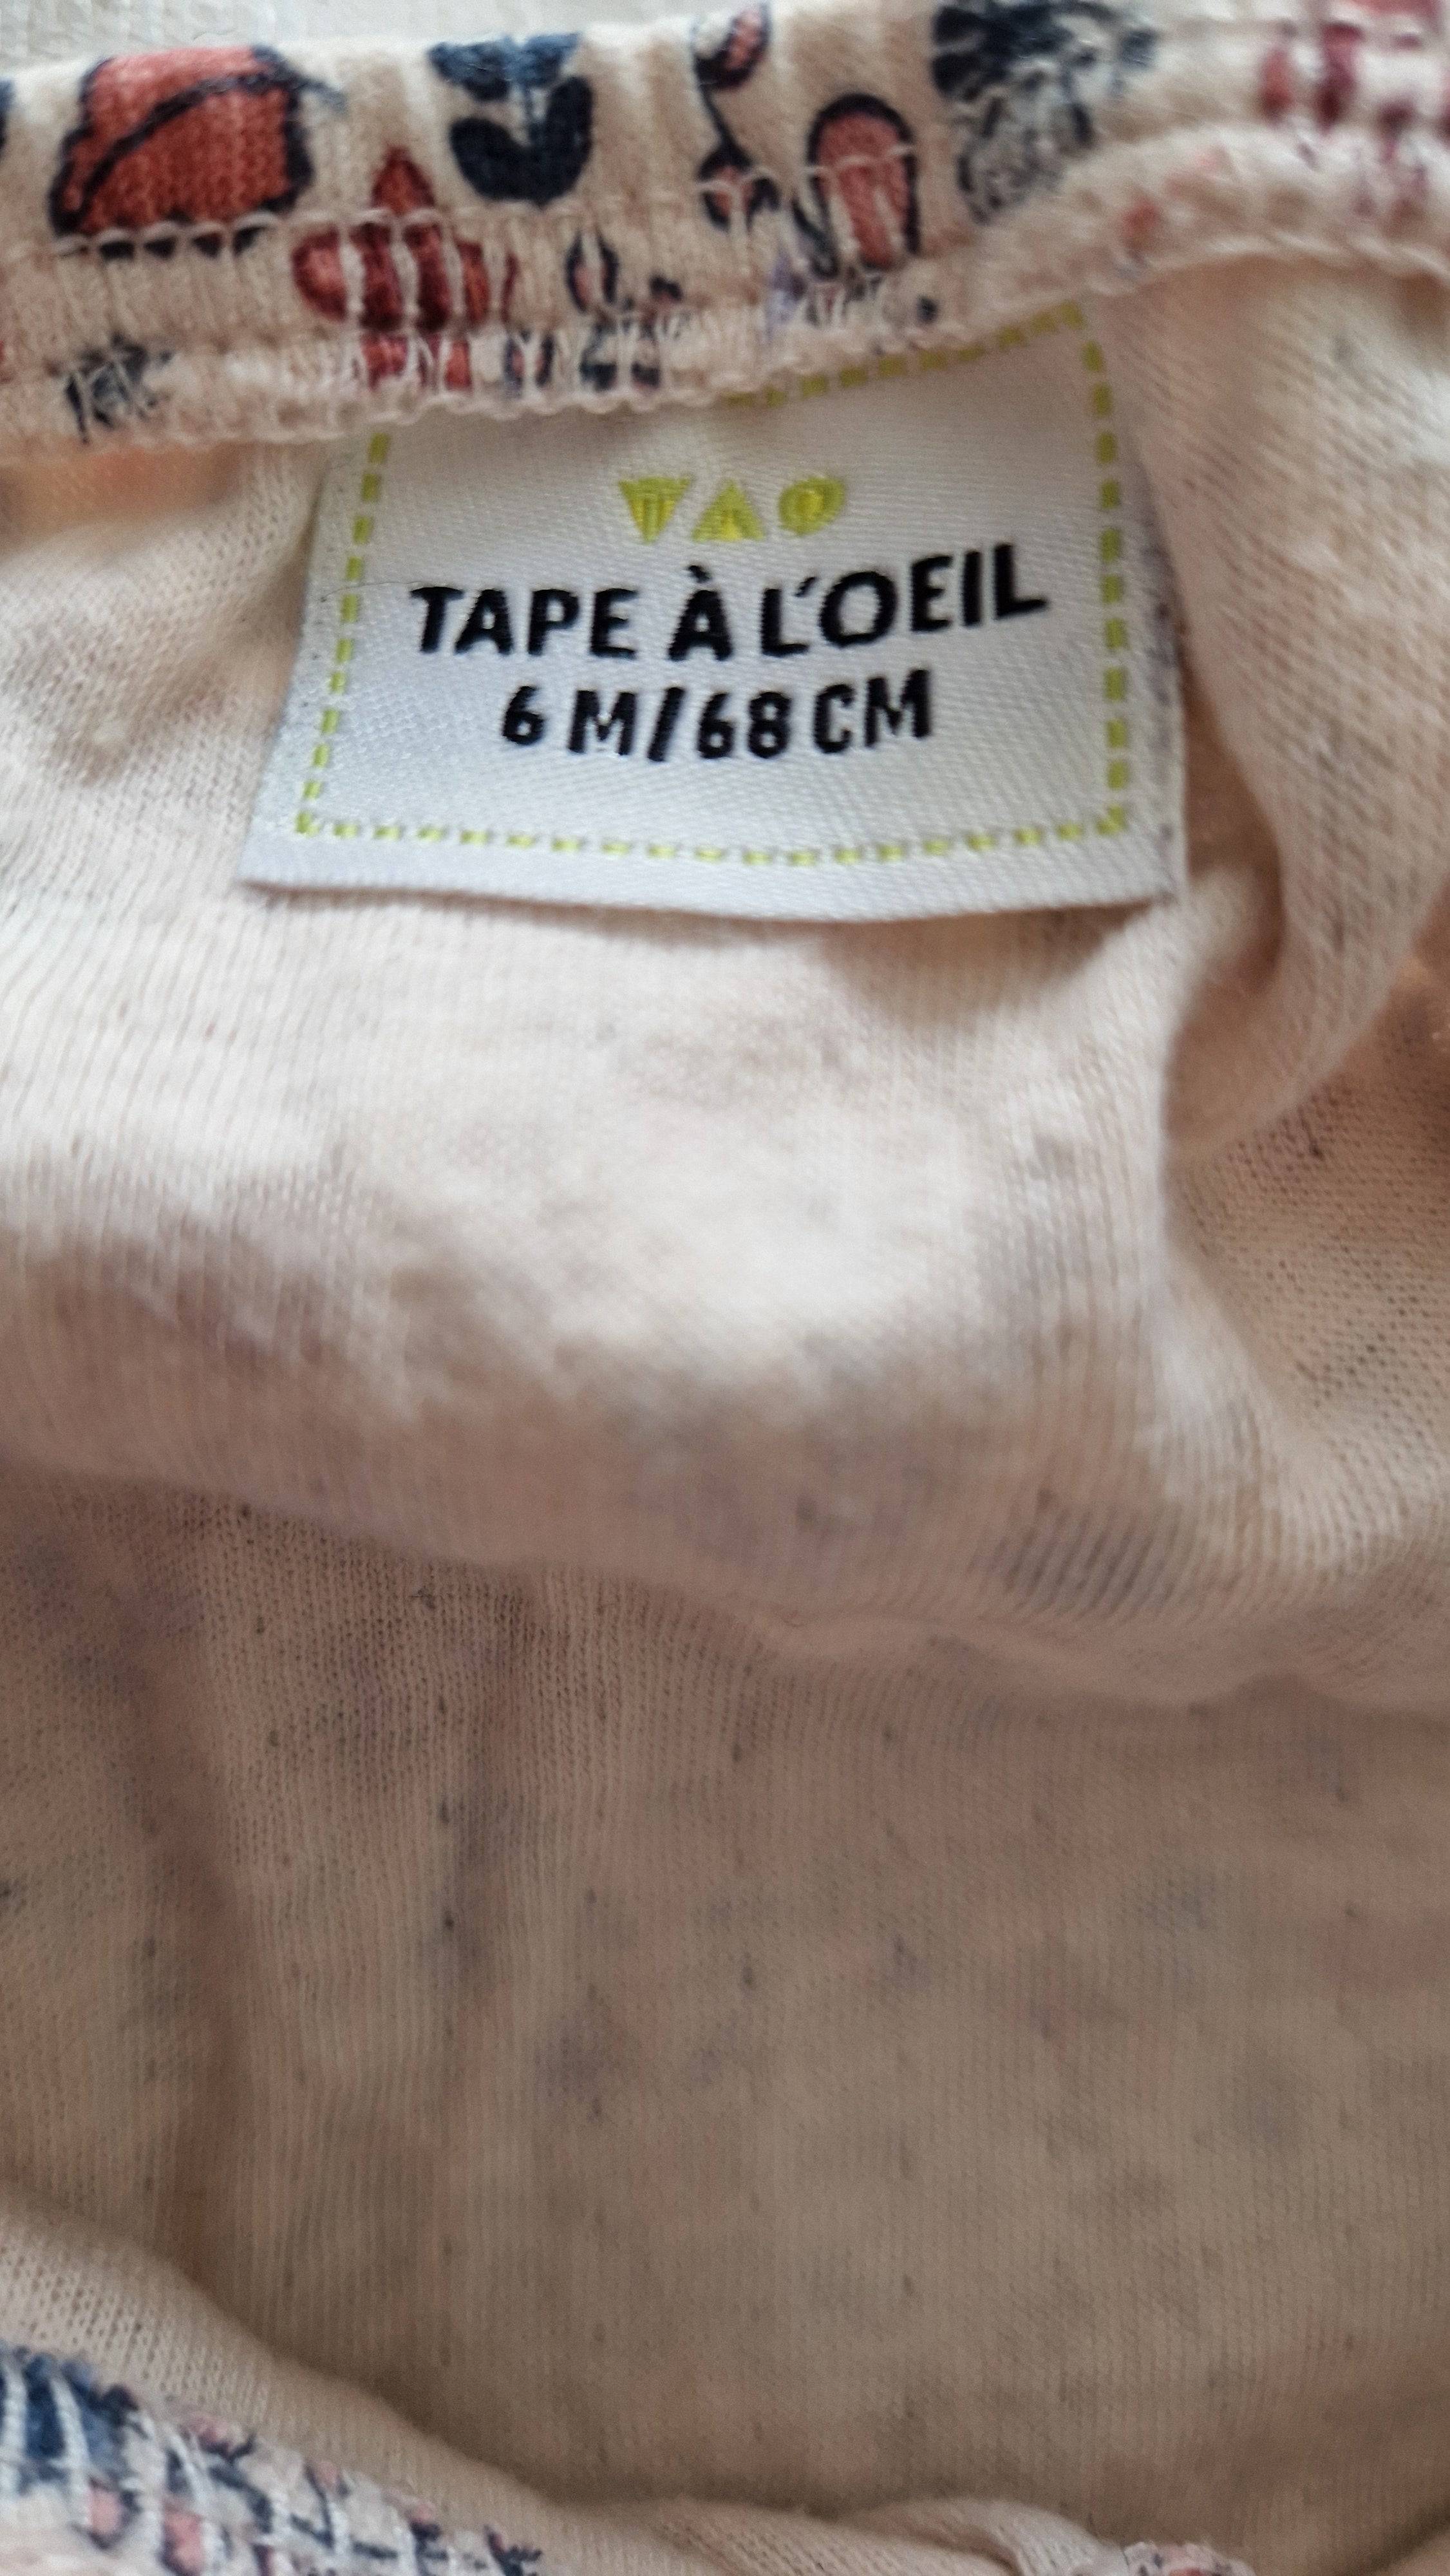 TAO
TAPE À L'OEIL
6 M/68 CM